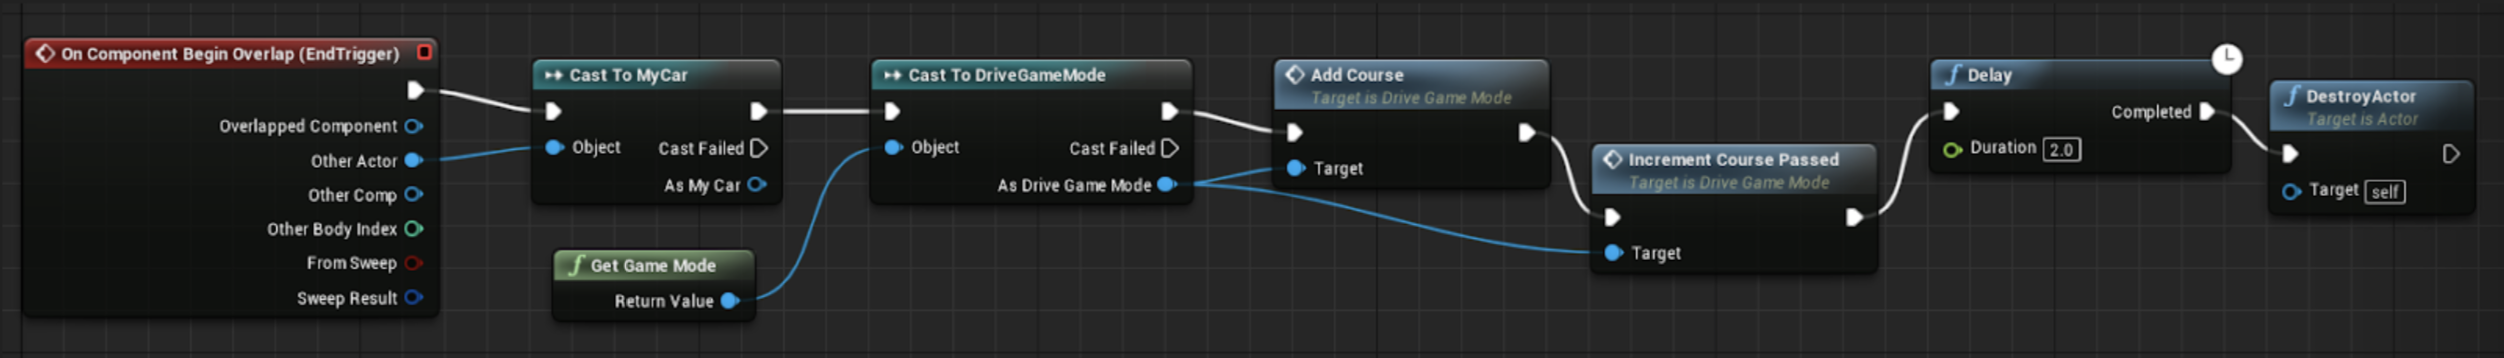 On Component Begin Overlap (EndTrigger)
Overlapped Component
Other Actor
Other Comp
Other Body Index
From Sweep
Sweep Result
Cast To MyCar
Object
Cast Failed
As My Car
Get Game Mode
Return Value
Cast To DriveGameMode
Object
Cast Failed
As Drive Game Mode
Add Course
Target is Drive Game Mode
Target
Increment Course Passed
Target is Drive Game Mode
Target
Delay
Completed
Duration 2.0
DestroyActor
Target is Actor
Target self